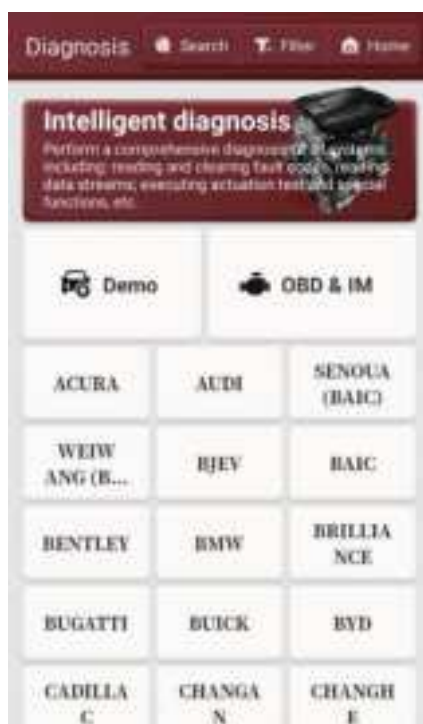 Diagnosis Search Filter Home
Intelligent diagnosis
Perform a comprehensive diagnosis of all systems
including: reading and clearing fault codes, reading
data streams, executing actuation test and special
functions, etc.
Demo OBD & IM
ACURA AUDI SENOUA
(BAIC)
WEIW
ANG (B... BJEV BAIC
BENTLEY BMW BRILLIA
NCE
BUGATTI BUICK BYD
CADILLA
C CHANGA
N CHANGH
E